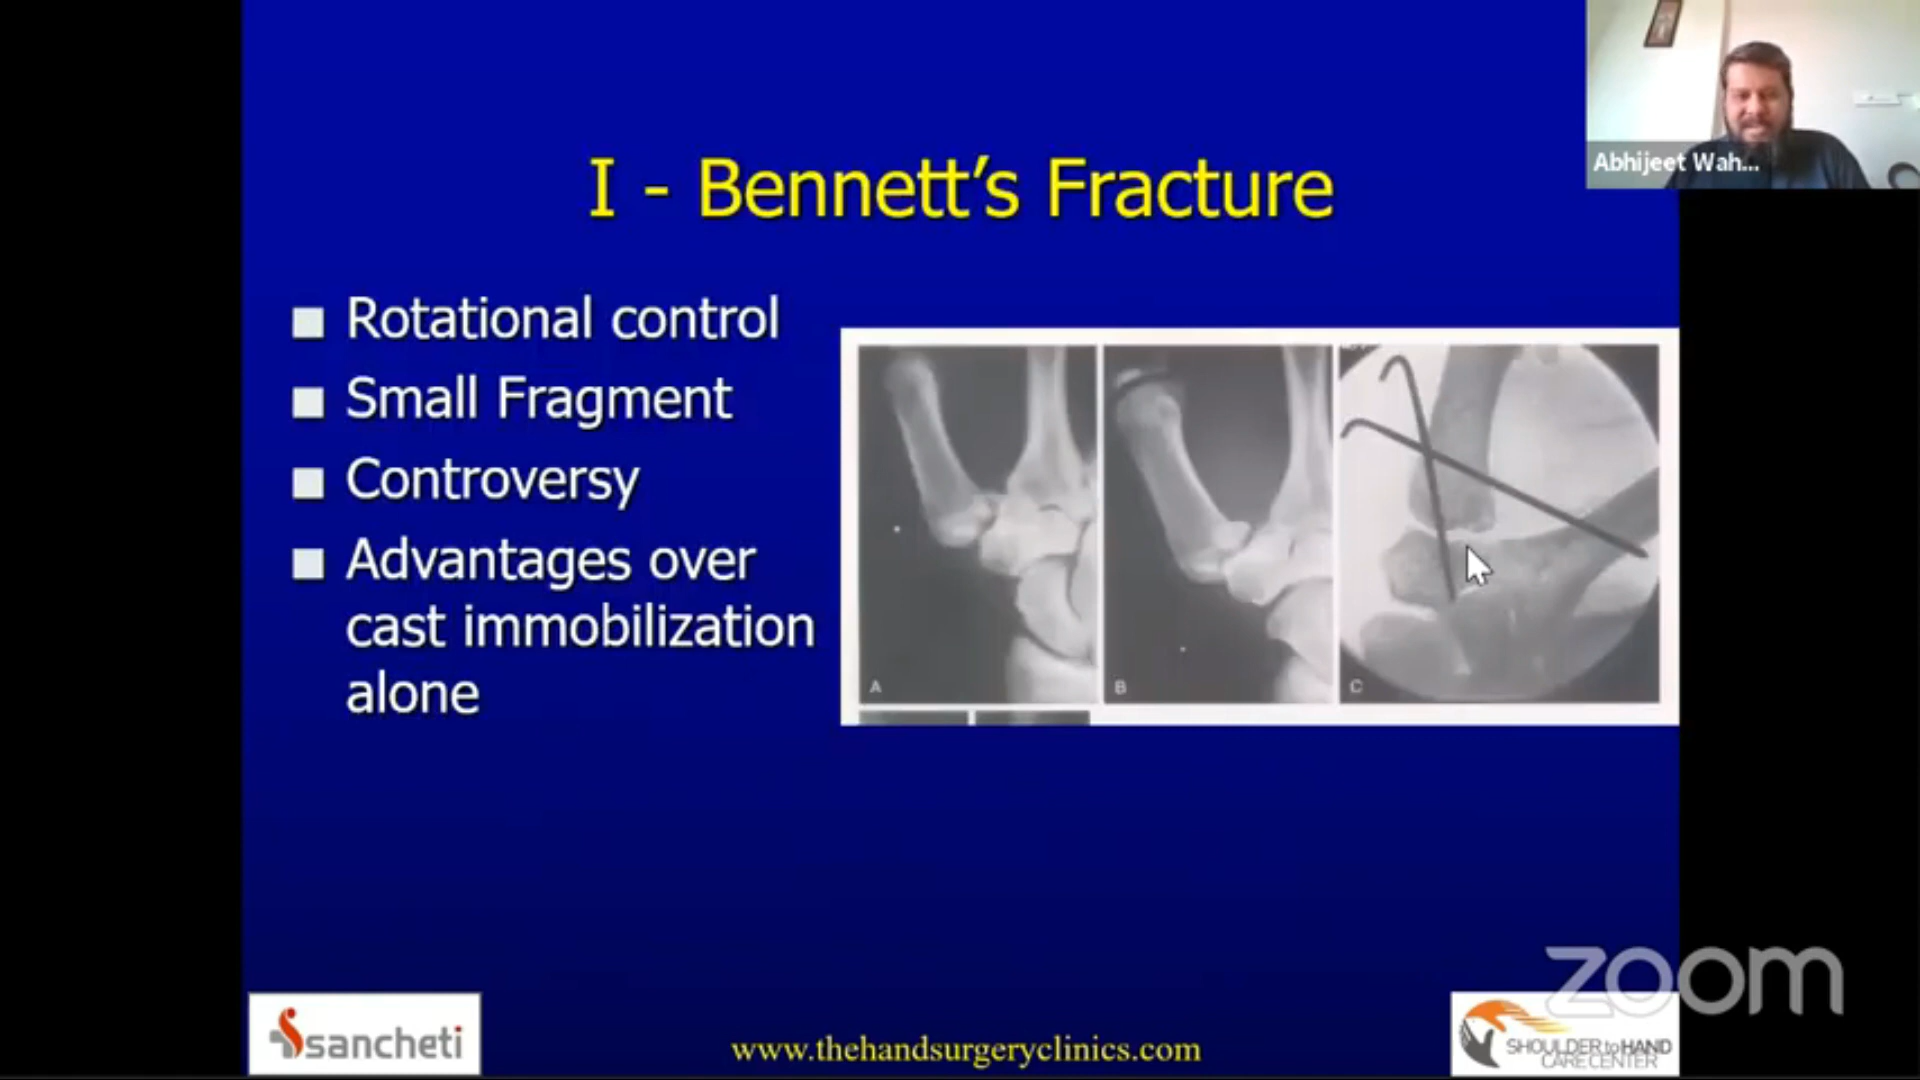 Abhijeet Wah...
I - Bennett's Fracture
Rotational control
Small Fragment
Controversy
Advantages over
cast immobilization
alone
A
B
C
zoom
sancheti
www.thehandsurgeryclinics.com
SHOULDER to HAND
CARE CENTER